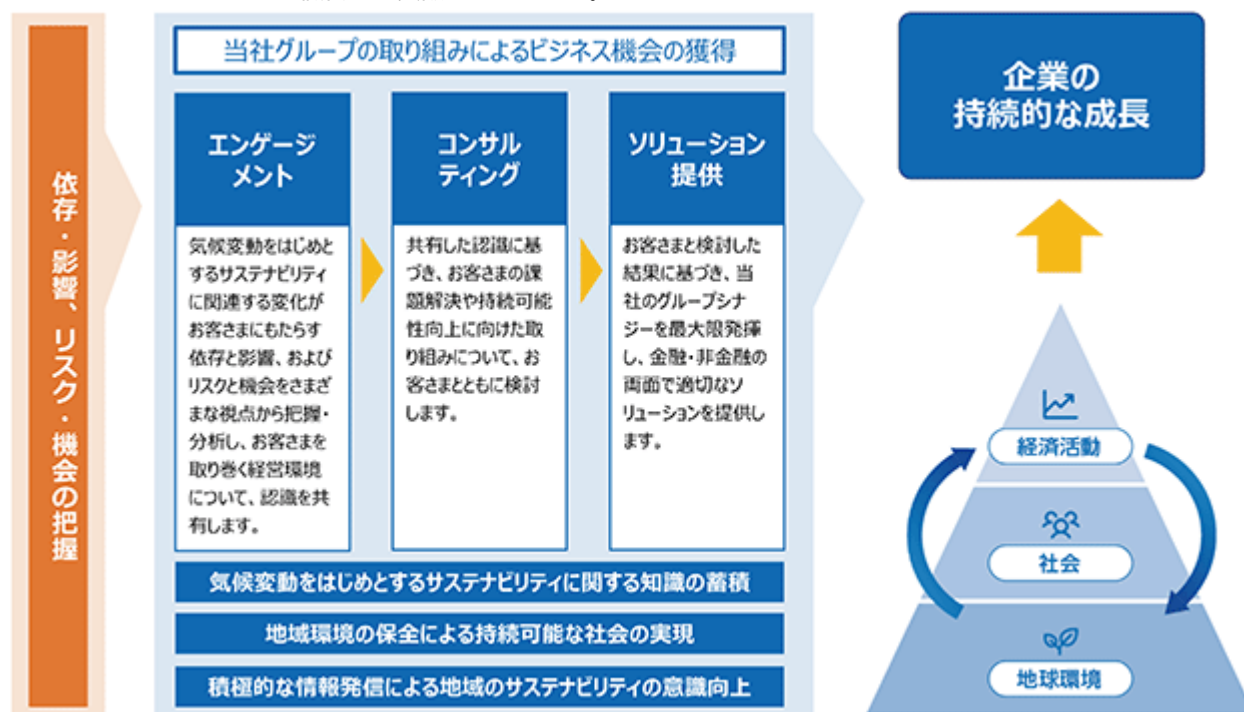 依存・影響、リスク・機会の把握
当社グループの取り組みによるビジネス機会の獲得
エンゲージ
メント
気候変動をはじめと
するサステナビリティ
に関連する変化が
お客さまにもたらす
依存と影響、および
リスクと機会をさまざ
まな視点から把握・
分析し、お客さまを
取り巻く経営環境
について、認識を共
有します。
コンサル
ティング
共有した認識に基
づき、お客さまの課
題解決や持続可能
性向上に向けた取
り組みについて、お
客さまとともに検討
します。
ソリューション
提供
お客さまと検討した
結果に基づき、当
社のグループシナ
ジーを最大限発揮
し、金融・非金融の
両面で適切なソ
リューションを提供し
ます。
気候変動をはじめとするサステナビリティに関する知識の蓄積
地域環境の保全による持続可能な社会の実現
積極的な情報発信による地域のサステナビリティの意識向上
企業の
持続的な成長
経済活動
社会
地球環境